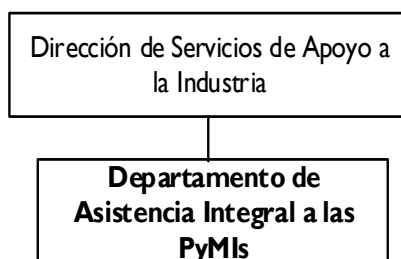 Dirección de Servicios de Apoyo a
la Industria
Departamento de
Asistencia Integral a las
PyMIs